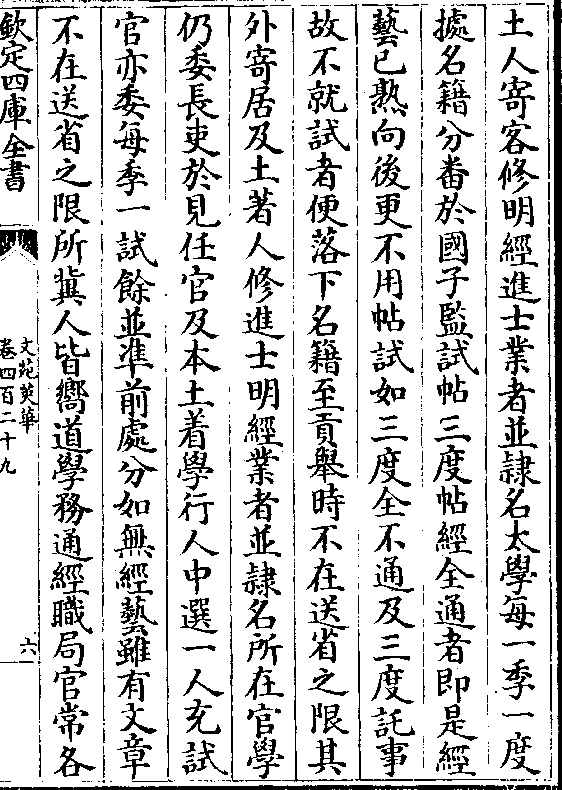 土人寄客修明經進士業者並隷名太學每一季一度
㩀名籍分番於國子監試帖三度帖經全通者即是經
藝已熟向後更不用帖試如三度全不通及三度託事
故不就試者便落下名籍至貢舉時不在送省之限其
外寄居及土著人修進士明經業者並隷名所在官學
仍委長吏於見任官及本土着學行人中選一人充試
官亦委每季一試餘並準前處分如無經藝雖有文章
不在送省之限所冀人皆嚮道學務通經職局官常各
欽定四庫全書
文苑英華
卷四百二十九
六